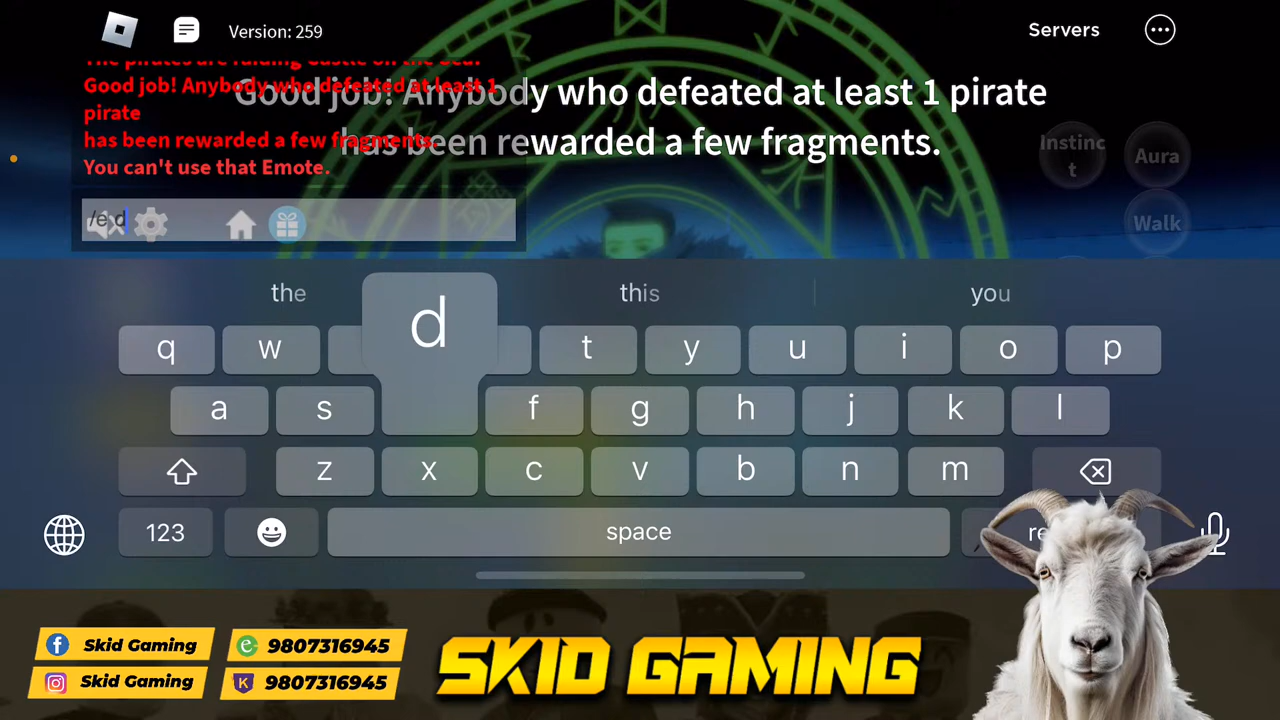 Version: 259
Servers
The pirates are raiding Castle on the Sea!
Good job! Anybody who defeated at least 1
pirate
has been rewarded a few fragments.
You can't use that Emote.
Good job! Anybody who defeated at least 1 pirate
has been rewarded a few fragments.
Instinc
t
Aura
Walk
/e d
the
this
you
d
q w t y u i o p
a s f g h j k l
z x c v b n m
123
space
re
Skid Gaming
9807316945
Skid Gaming
9807316945
SKID GAMING